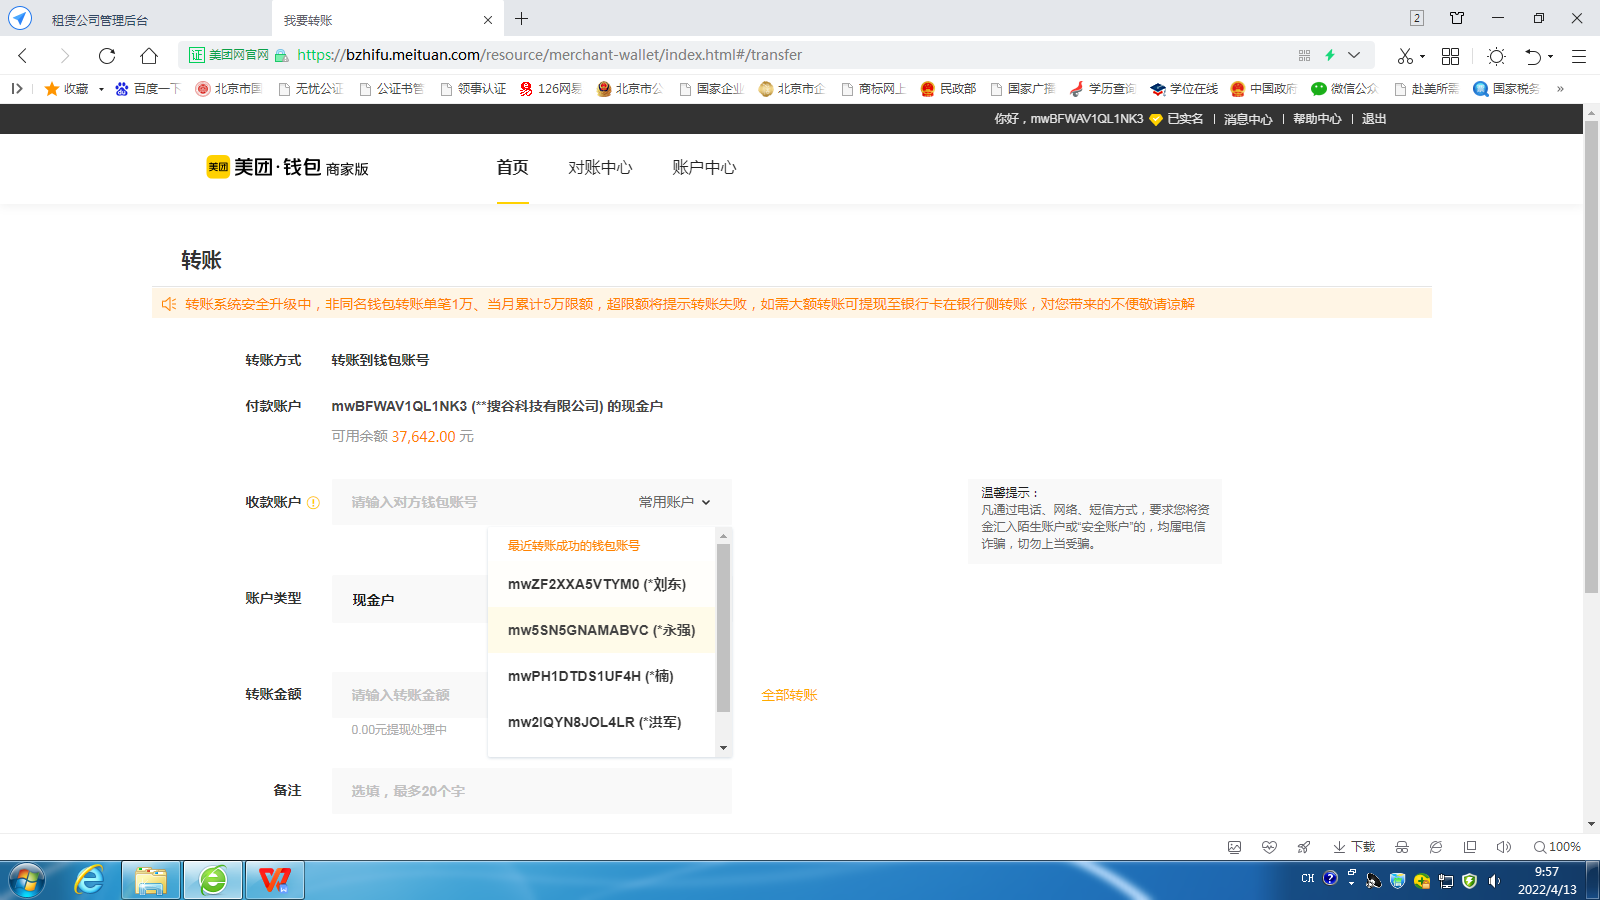 租赁公司管理后台
我要转账
2
证 美团网官网 https://bzhifu.meituan.com/resource/merchant-wallet/index.html#/transfer
收藏 百度一下 北京市国 无忧公证 公证书管 领事认证 126网易 北京市公 国家企业 北京市企 商标网上 民政部 国家广播 学历查询 学位在线 中国政府 微信公众 赴美所需 国家税务 »
你好，mwBFWAV1QL1NK3 已实名 | 消息中心 | 帮助中心 | 退出
美团 美团·钱包 商家版 首页 对账中心 账户中心
转账
转账系统安全升级中，非同名钱包转账单笔1万、当月累计5万限额，超限额将提示转账失败，如需大额转账可提现至银行卡在银行侧转账，对您带来的不便敬请谅解
转账方式 转账到钱包账号
付款账户 mwBFWAV1QL1NK3 (**搜谷科技有限公司) 的现金户
可用余额 37,642.00 元
收款账户 请输入对方钱包账号 常用账户
最近转账成功的钱包账号
mwZF2XXA5VTYM0 (*刘东)
mw5SN5GNAMABVC (*永强)
mwPH1DTDS1UF4H (*楠)
mw2IQYN8JOL4LR (*洪军)
温馨提示：
凡通过电话、网络、短信方式，要求您将资
金汇入陌生账户或“安全账户”的，均属电信
诈骗，切勿上当受骗。
账户类型 现金户
转账金额 请输入转账金额 全部转账
0.00元提现处理中
备注 选填，最多20个字
下载 100%
CH
9:57
2022/4/13